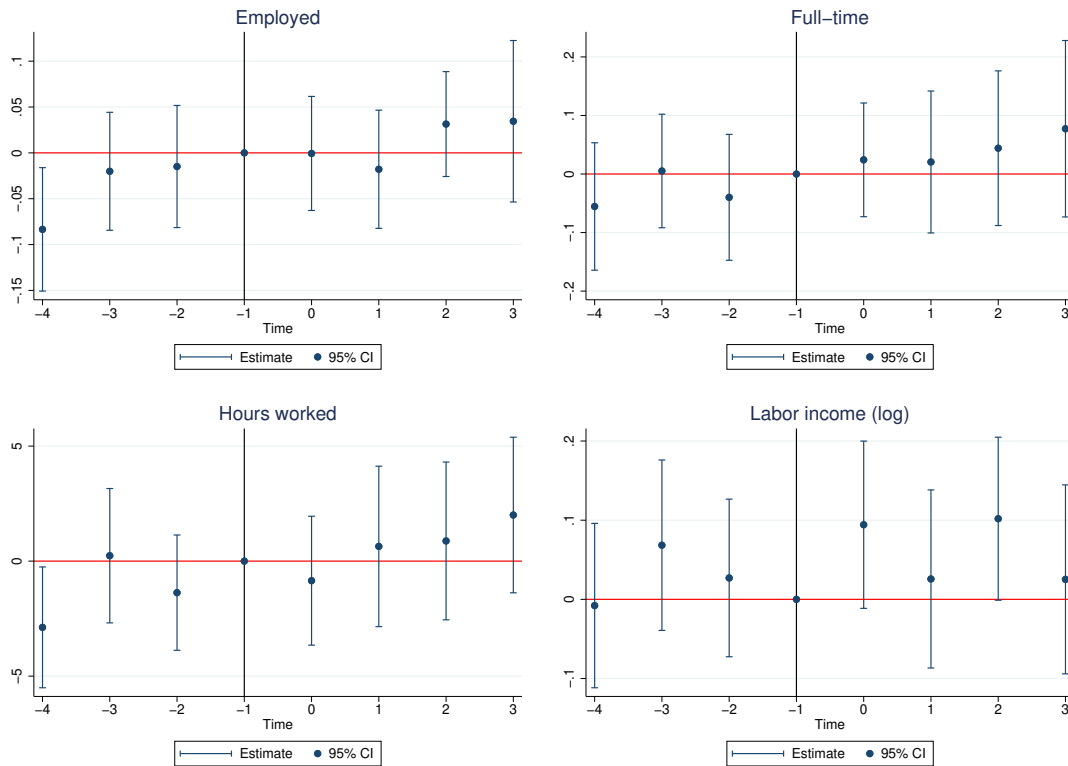 Employed
.1
.05
0
−.05
−.1
−.15
−4 −3 −2 −1 0 1 2 3
Time
Estimate 95% CI
Full−time
.2
.1
0
−.1
−.2
−4 −3 −2 −1 0 1 2 3
Time
Estimate 95% CI
Hours worked
5
0
−5
−4 −3 −2 −1 0 1 2 3
Time
Estimate 95% CI
Labor income (log)
.2
.1
0
−.1
−4 −3 −2 −1 0 1 2 3
Time
Estimate 95% CI